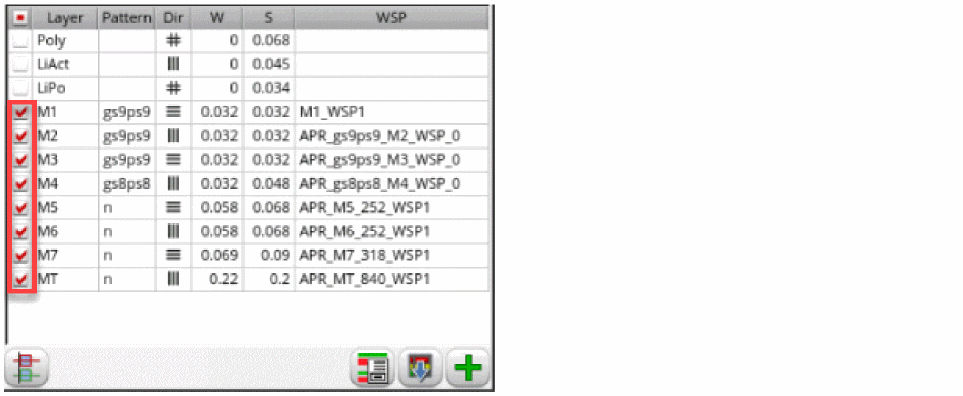 Layer Pattern Dir W S WSP
Poly 0 0.068
LiAct 0 0.045
LiPo 0 0.034
M1 gs9ps9 0.032 0.032 M1_WSP1
M2 gs9ps9 0.032 0.032 APR_gs9ps9_M2_WSP_0
M3 gs9ps9 0.032 0.032 APR_gs9ps9_M3_WSP_0
M4 gs8ps8 0.032 0.048 APR_gs8ps8_M4_WSP_0
M5 n 0.058 0.068 APR_M5_252_WSP1
M6 n 0.058 0.068 APR_M6_252_WSP1
M7 n 0.069 0.09 APR_M7_318_WSP1
MT n 0.22 0.2 APR_MT_840_WSP1